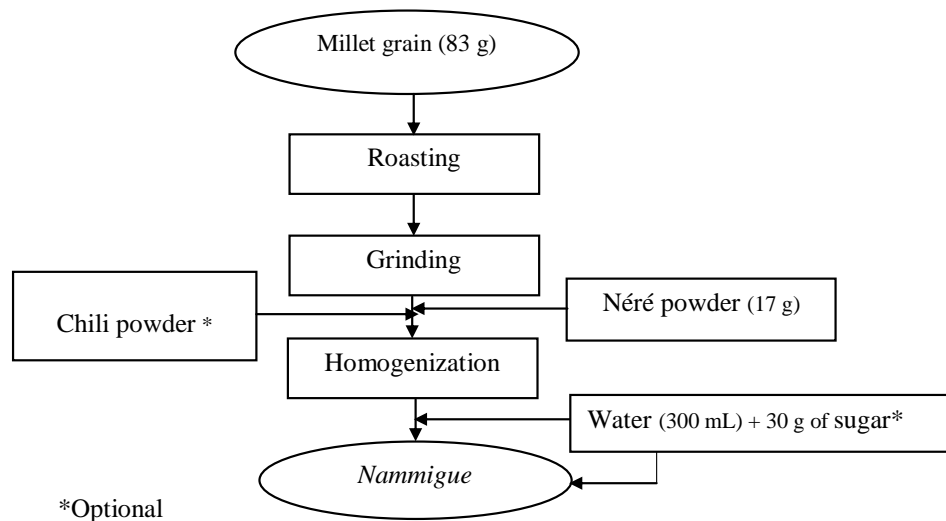 Millet grain (83 g)
Roasting
Grinding
Chili powder *
Néré powder (17 g)
Homogenization
Water (300 mL) + 30 g of sugar*
Nammigue
*Optional